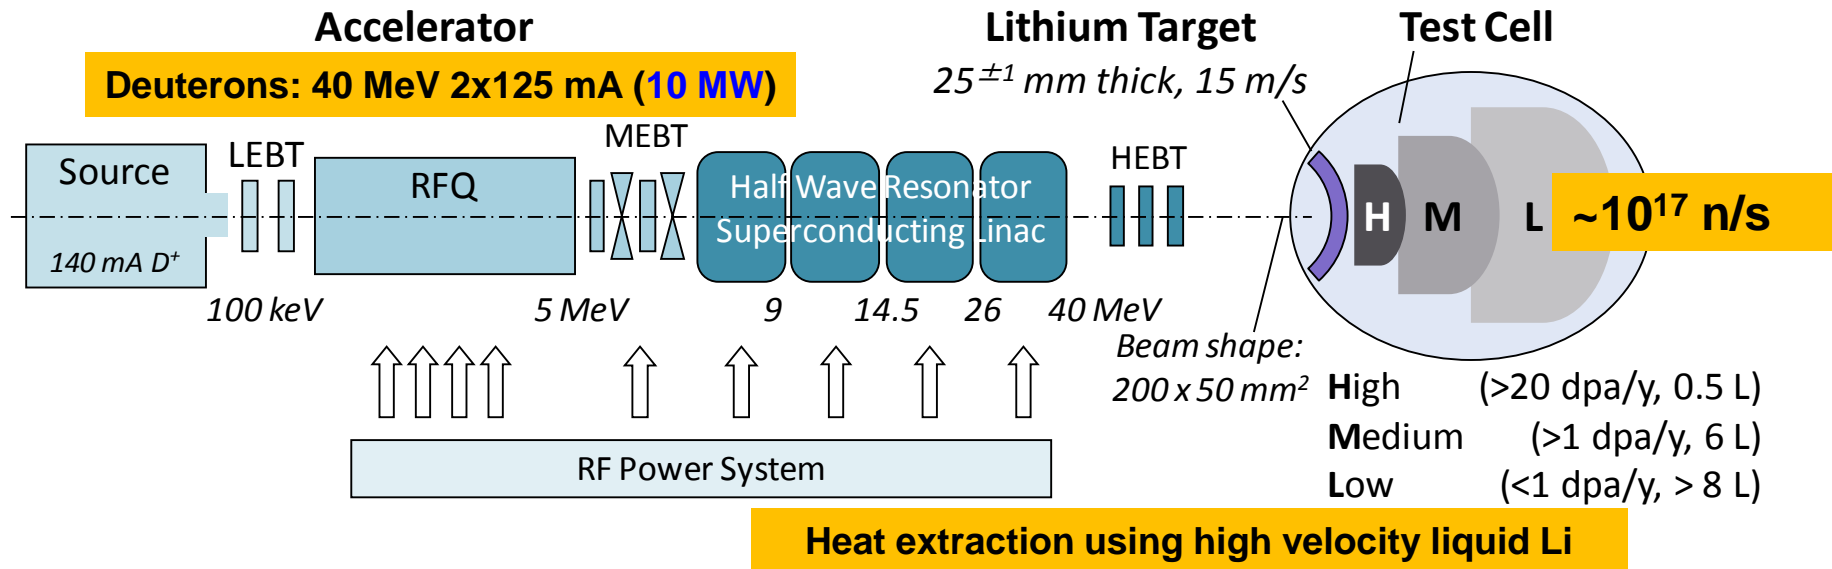 Accelerator
Deuterons: 40 MeV 2x125 mA (10 MW)
Lithium Target
25±1 mm thick, 15 m/s
Test Cell
Source
140 mA D+
LEBT
RFQ
MEBT
Half Wave Resonator
Superconducting Linac
HEBT
H
M
L
~10^17 n/s
100 keV
5 MeV
9
14.5
26
40 MeV
Beam shape:
200 x 50 mm²
RF Power System
High (>20 dpa/y, 0.5 L)
Medium (>1 dpa/y, 6 L)
Low (<1 dpa/y, > 8 L)
Heat extraction using high velocity liquid Li